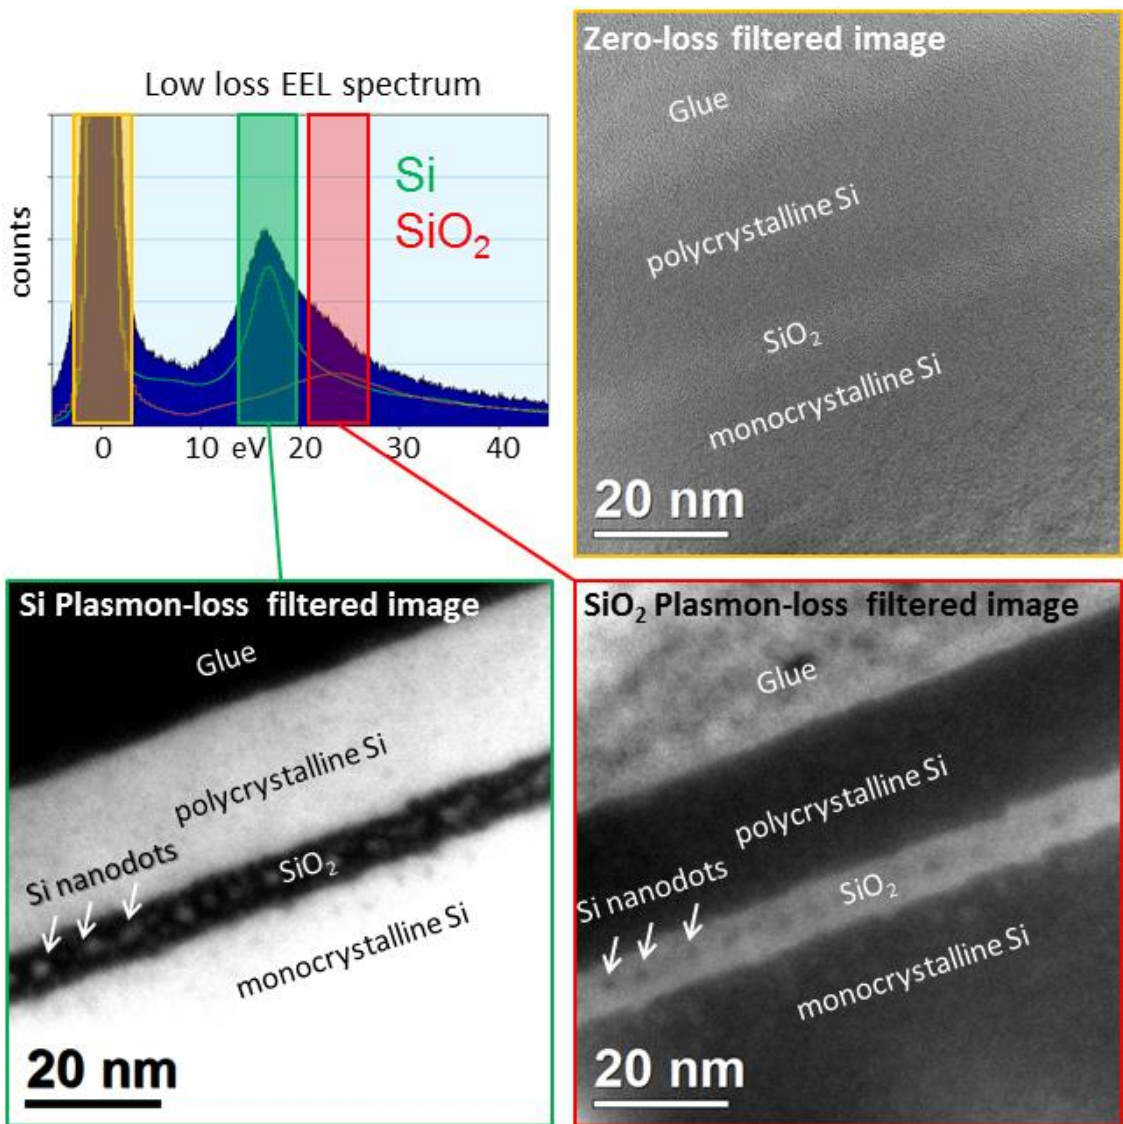 Low loss EEL spectrum
counts
Si
SiO₂
0 10 eV 20 30 40
Zero-loss filtered image
Glue
polycrystalline Si
SiO₂
monocrystalline Si
20 nm
Si Plasmon-loss filtered image
Glue
polycrystalline Si
Si nanodots
SiO₂
monocrystalline Si
20 nm
SiO₂ Plasmon-loss filtered image
Glue
polycrystalline Si
Si nanodots
SiO₂
monocrystalline Si
20 nm